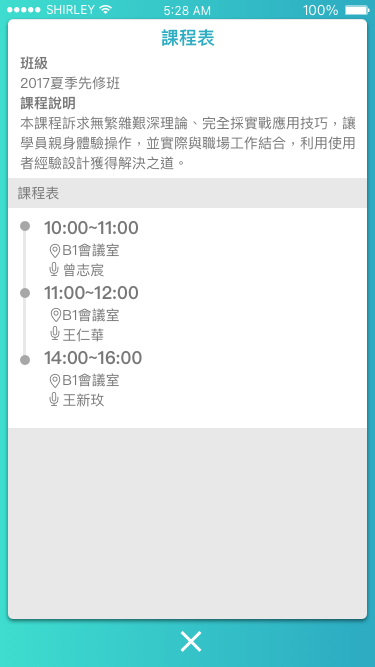 SHIRLEY 5:28 AM 100%
課程表
班級
2017夏季先修班
課程說明
本課程訴求無繁雜艱深理論、完全探實戰應用技巧，讓
學員親身體驗操作，並實際與職場工作結合，利用使用
者經驗設計獲得解決之道。
課程表
10:00~11:00
B1會議室
曾志宸
11:00~12:00
B1會議室
王仁華
14:00~16:00
B1會議室
王新玫